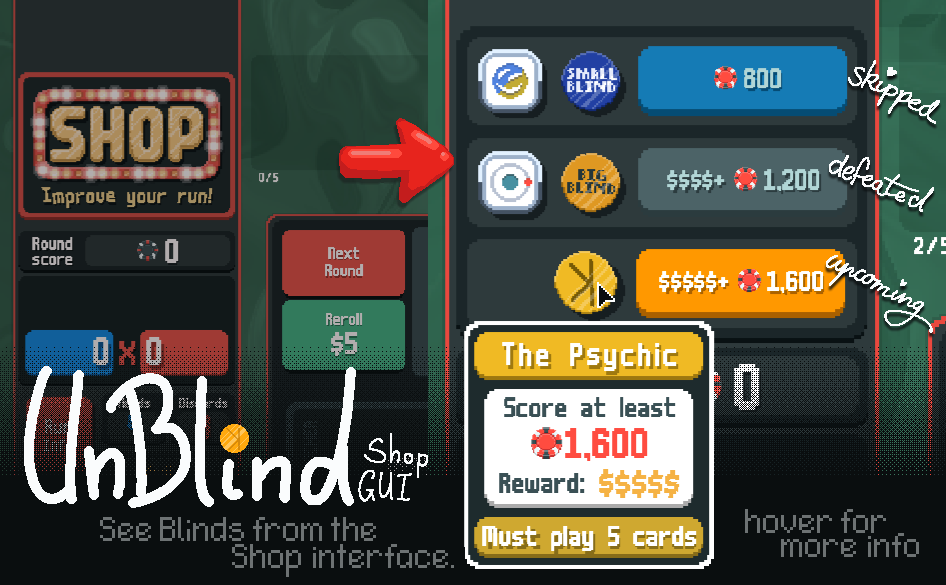 SHOP
Improve your run!
Round
score
0
0 X 0
0/5
Next
Round
Reroll
$5
SMALL
BLIND
800
skipped
BIG
BLIND
$$$$+ 1,200
defeated
$$$$$+ 1,600
upcoming
2/5
0
The Psychic
Score at least
1,600
Reward: $$$$$
Must play 5 cards
UnBlind
Shop
GUI
See Blinds from the
Shop interface.
hover for
more info